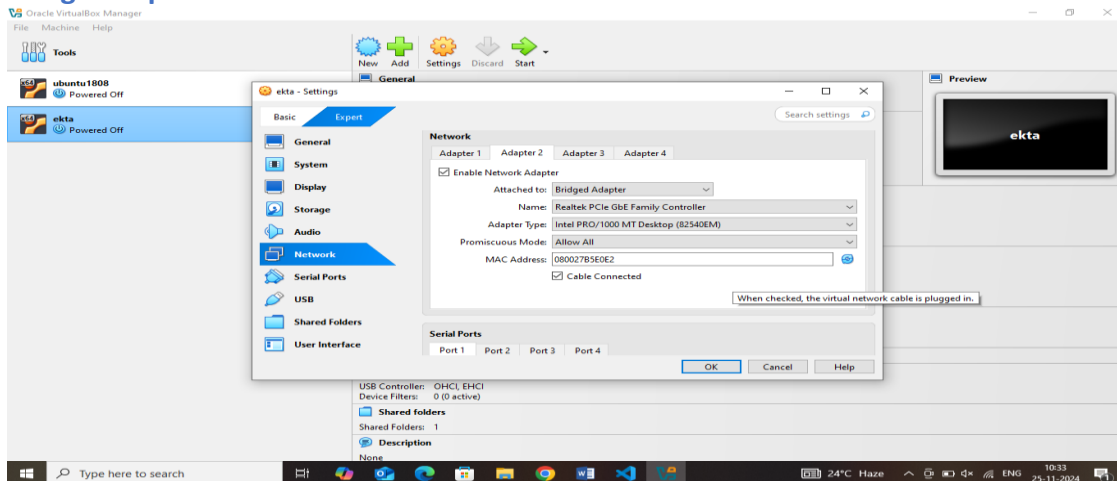 Oracle VirtualBox Manager
File Machine Help
Tools
New Add Settings Discard Start
ubuntu1808
Powered Off
ekta
Powered Off
General
Preview
ekta
ekta - Settings
Basic Expert
Search settings
General
System
Display
Storage
Audio
Network
Serial Ports
USB
Shared Folders
User Interface
Network
Adapter 1 Adapter 2 Adapter 3 Adapter 4
Enable Network Adapter
Attached to: Bridged Adapter
Name: Realtek PCIe GbE Family Controller
Adapter Type: Intel PRO/1000 MT Desktop (82540EM)
Promiscuous Mode: Allow All
MAC Address: 080027B5E0E2
Cable Connected
When checked, the virtual network cable is plugged in.
Serial Ports
Port 1 Port 2 Port 3 Port 4
OK Cancel Help
USB Controller: OHCI, EHCI
Device Filters: 0 (0 active)
Shared folders
Shared Folders: 1
Description
None
Type here to search
24°C Haze
ENG
10:33
25-11-2024